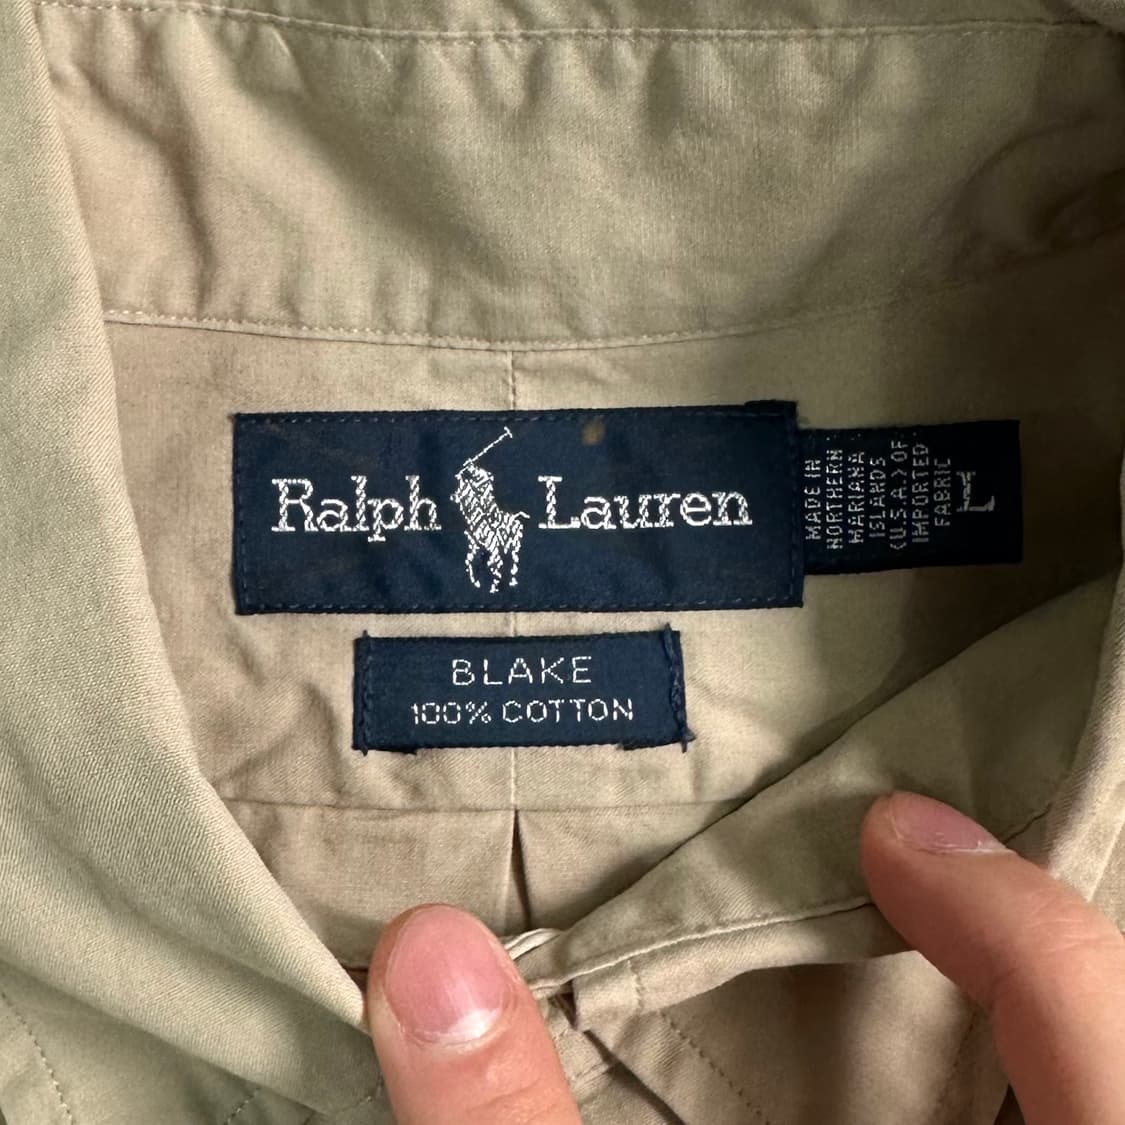 Ralph Lauren
MADE IN
NORTHERN
MARIANA
ISLANDS
(U.S.A.) OF
IMPORTED
FABRIC
L
BLAKE
100% COTTON